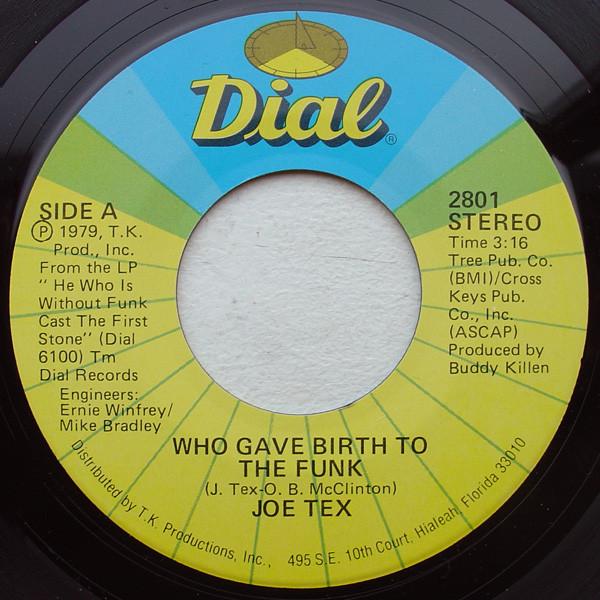 Dial®
SIDE A
Ⓟ 1979, T.K.
Prod., Inc.
From the LP
“ He Who Is
Without Funk
Cast The First
Stone” (Dial
6100) Tm
Dial Records
Engineers:
Ernie Winfrey/
Mike Bradley
2801
STEREO
Time 3:16
Tree Pub. Co.
(BMI)/Cross
Keys Pub.
Co., Inc.
(ASCAP)
Produced by
Buddy Killen
WHO GAVE BIRTH TO
THE FUNK
(J. Tex-O. B. McClinton)
JOE TEX
Distributed by T.K. Productions, Inc., 495 S.E. 10th Court, Hialeah, Florida 33010